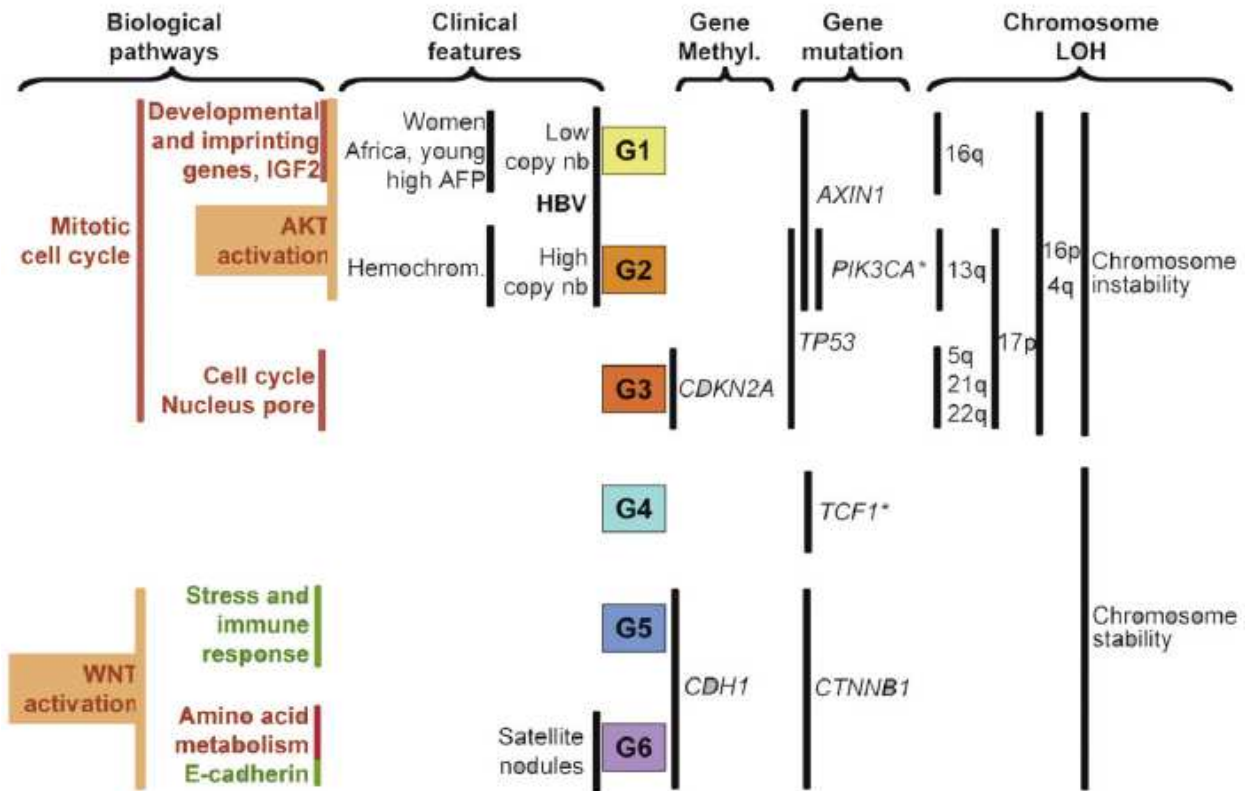 Biological
pathways
Clinical
features
Gene
Methyl.
Gene
mutation
Chromosome
LOH
Developmental
and imprinting
genes, IGF2
Women
Africa, young
high AFP
Low
copy nb
G1
16q
AXIN1
HBV
Mitotic
cell cycle
AKT
activation
Hemochrom.
High
copy nb
G2
PIK3CA*
13q
16p
4q
Chromosome
instability
TP53
17p
Cell cycle
Nucleus pore
G3
CDKN2A
5q
21q
22q
G4
TCF1*
Stress and
immune
response
G5
Chromosome
stability
WNT
activation
CDH1
CTNNB1
Amino acid
metabolism
E-cadherin
Satellite
nodules
G6